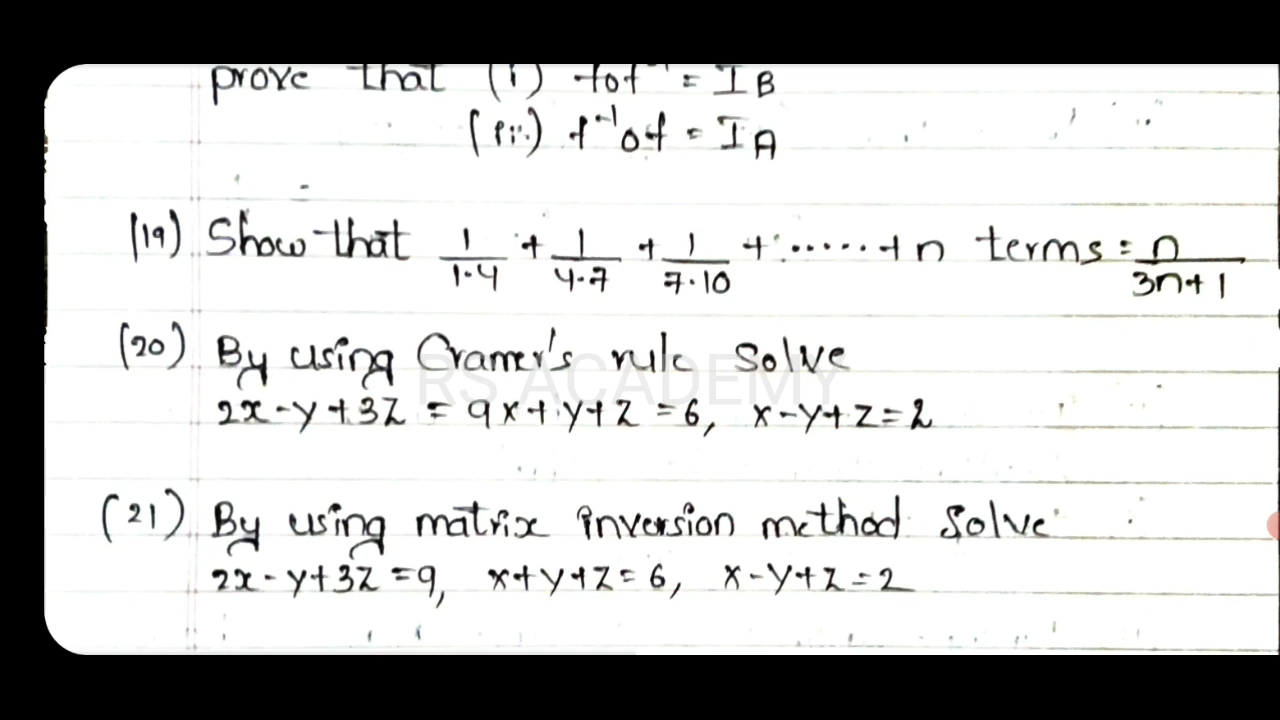 prove that (i) fof⁻¹ = I B
(ii) f⁻¹of = I A
(19) Show that 1/1·4 + 1/4·7 + 1/7·10 + ...... + n terms = n/3n+1
(20) By using Cramer's rule Solve
RS ACADEMY
2x-y+3z = 9 x+y+z = 6, x-y+z = 2
(21) By using matrix inversion method Solve
2x-y+3z = 9, x+y+z = 6, x-y+z = 2